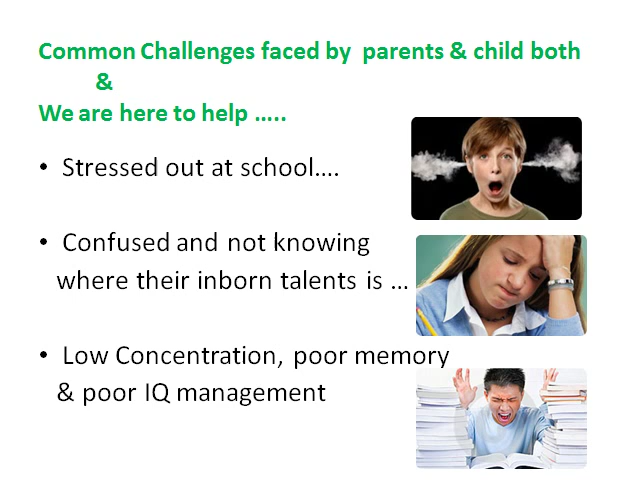 Common Challenges faced by parents & child both
&
We are here to help …..
• Stressed out at school….
• Confused and not knowing
where their inborn talents is …
• Low Concentration, poor memory
& poor IQ management